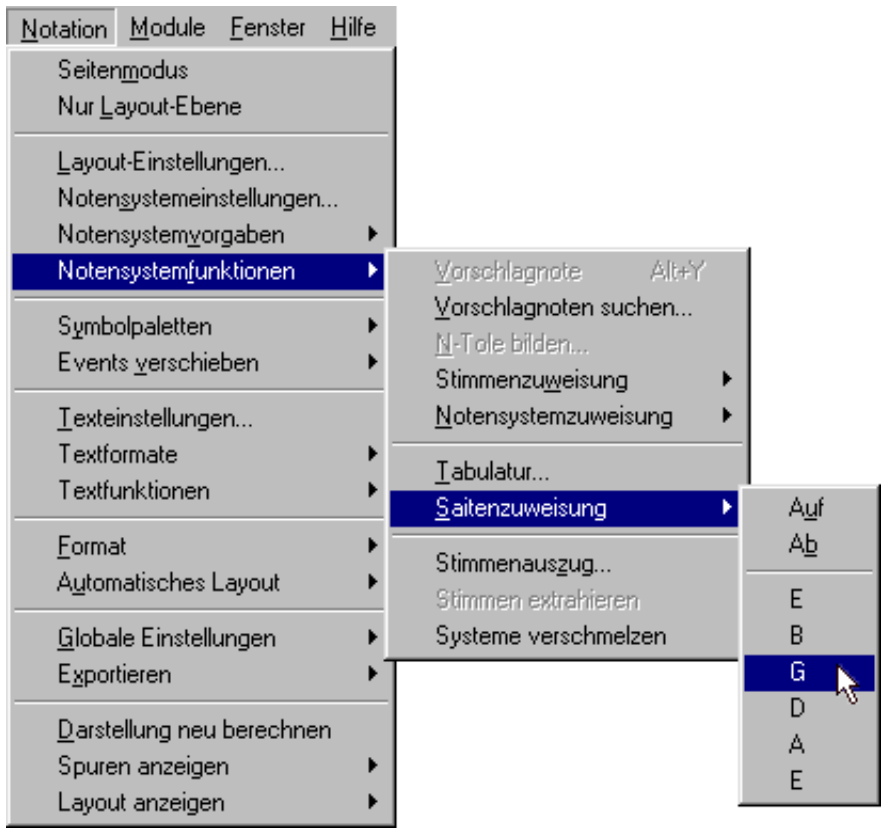 Notation Module Fenster Hilfe
Seitenmodus
Nur Layout-Ebene
Layout-Einstellungen...
Notensystemeinstellungen...
Notensystemvorgaben
Notensystemfunktionen
Symbolpaletten
Events verschieben
Texteinstellungen...
Textformate
Textfunktionen
Format
Automatisches Layout
Globale Einstellungen
Exportieren
Darstellung neu berechnen
Spuren anzeigen
Layout anzeigen
Vorschlagnote Alt+Y
Vorschlagnoten suchen...
N-Tole bilden...
Stimmenzuweisung
Notensystemzuweisung
Tabulatur...
Saitenzuweisung
Stimmenauszug...
Stimmen extrahieren
Systeme verschmelzen
Auf
Ab
E
B
G
D
A
E